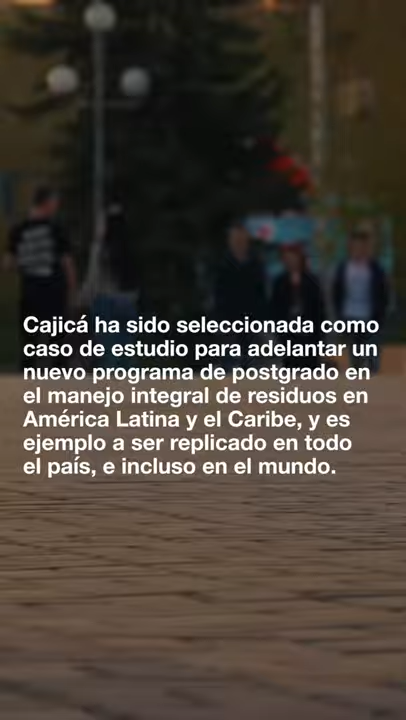 Cajicá ha sido seleccionada como
caso de estudio para adelantar un
nuevo programa de postgrado en
el manejo integral de residuos en
América Latina y el Caribe, y es
ejemplo a ser replicado en todo
el país, e incluso en el mundo.